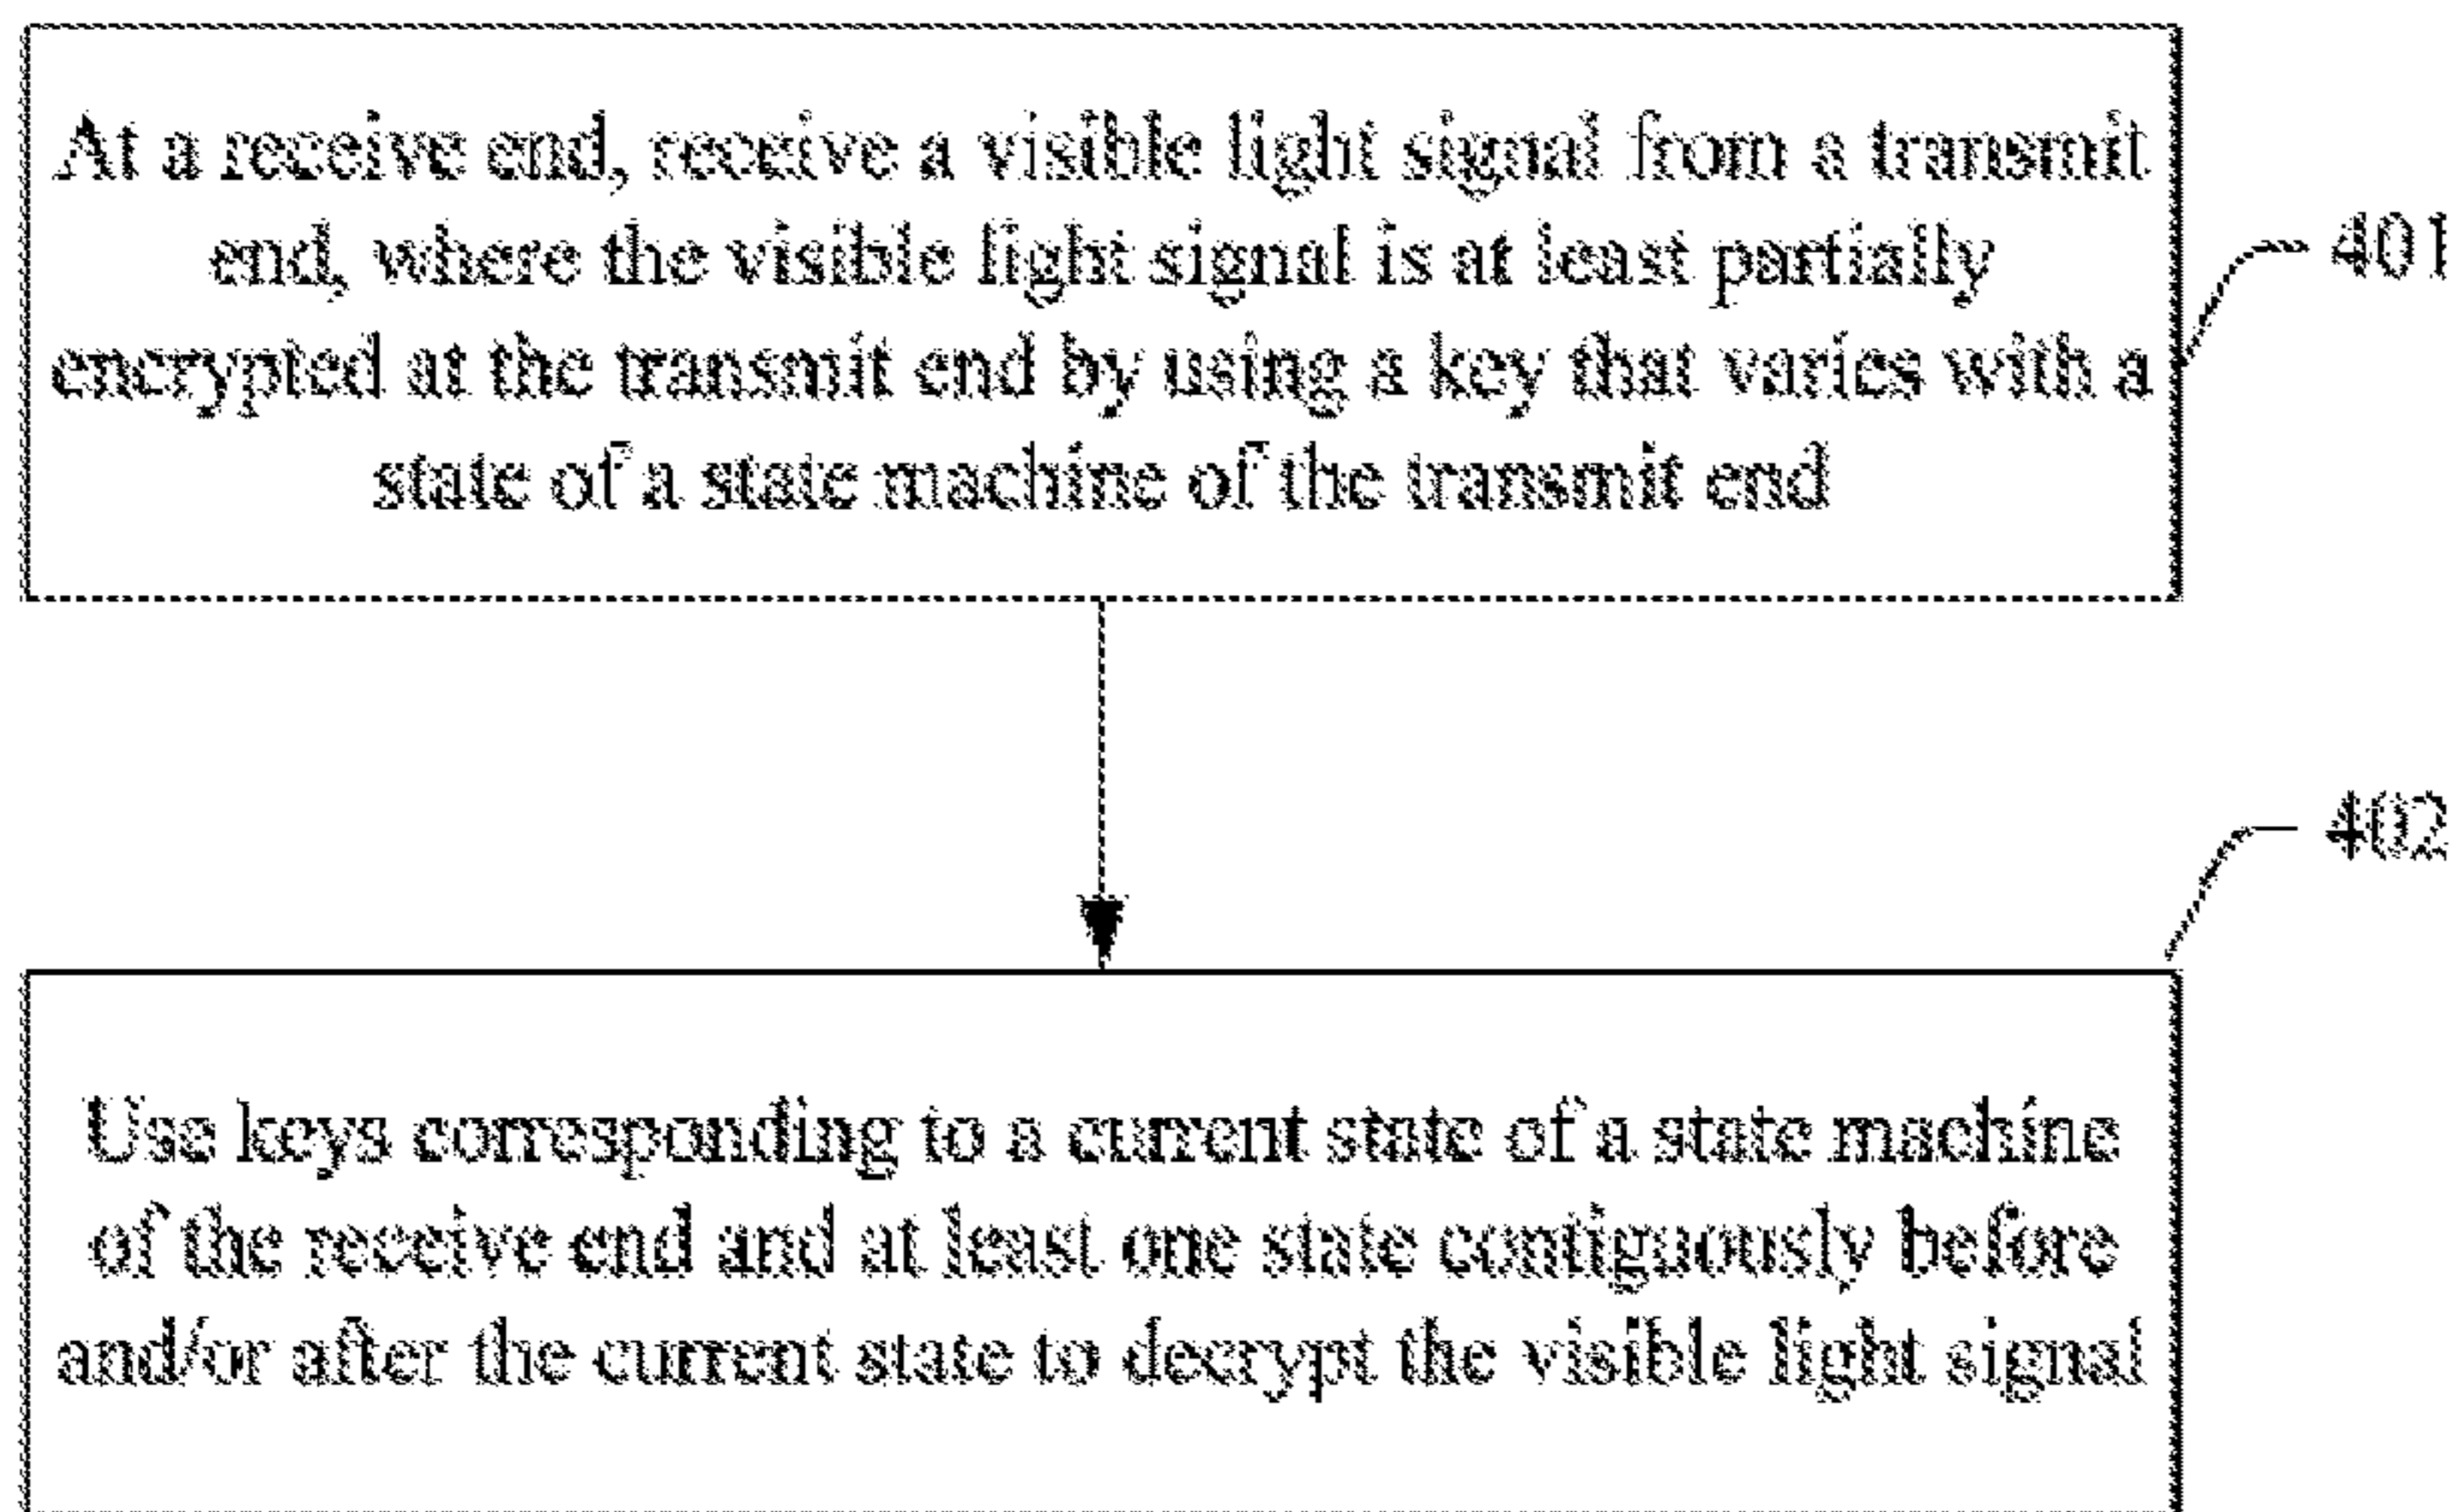 At a receive end, receive a visible light signal from a transmit
end, where the visible light signal is at least partially
encrypted at the transmit end by using a key that varies with a
state of a state machine of the transmit end
401
402
Use keys corresponding to a current state of a state machine
of the receive end and at least one state contiguously before
and/or after the current state to decrypt the visible light signal